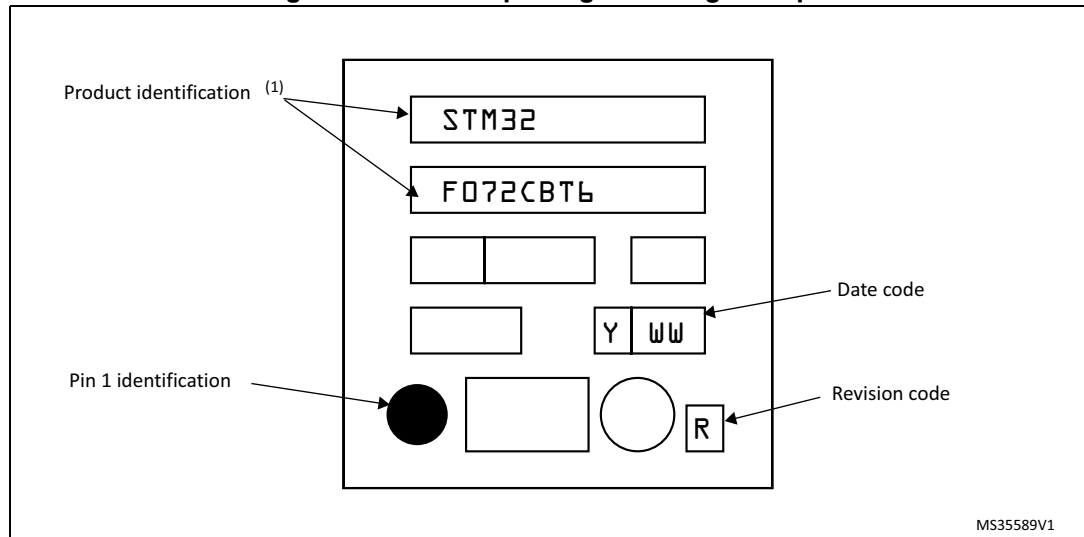 Product identification (1)
STM32
F072CBT6
Date code
Y WW
Pin 1 identification
Revision code
R
MS35589V1